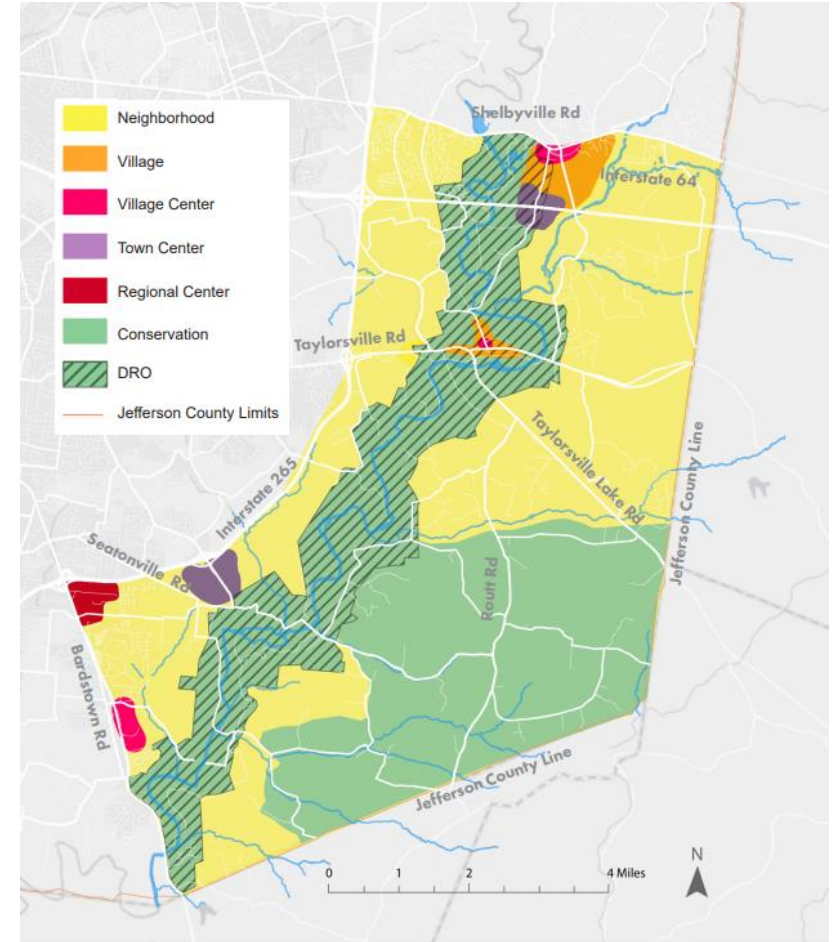 Shelbyville Rd
Neighborhood
Village
Village Center
Town Center
Regional Center
Conservation
DRO
Jefferson County Limits
Interstate 64
Taylorsville Rd
Taylorsville Lake Rd
Jefferson County Line
Interstate 265
Seatonville Rd
Routt Rd
Bardstown Rd
Jefferson County Line
N
0 1 2 4 Miles